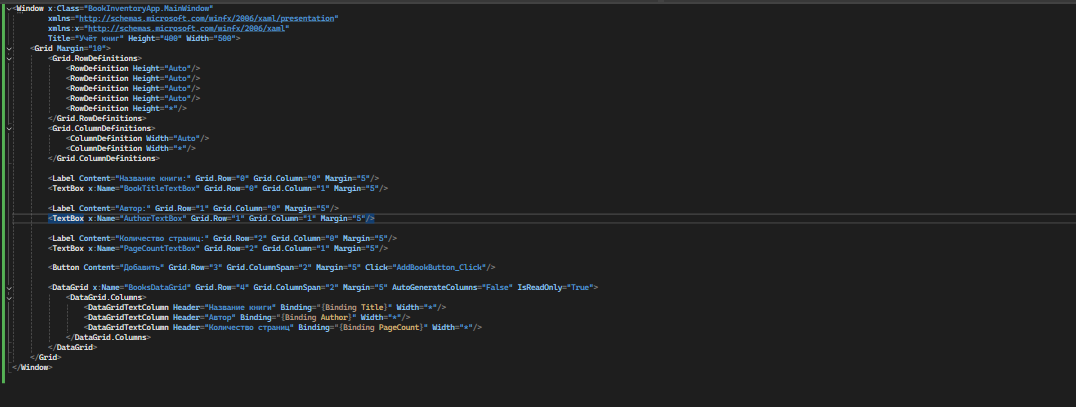 <Window x:Class="BookInventoryApp.MainWindow"
xmlns="http://schemas.microsoft.com/winfx/2006/xaml/presentation"
xmlns:x="http://schemas.microsoft.com/winfx/2006/xaml"
Title="Учёт книг" Height="400" Width="500">
<Grid Margin="10">
<Grid.RowDefinitions>
<RowDefinition Height="Auto"/>
<RowDefinition Height="Auto"/>
<RowDefinition Height="Auto"/>
<RowDefinition Height="Auto"/>
<RowDefinition Height="*"/>
</Grid.RowDefinitions>
<Grid.ColumnDefinitions>
<ColumnDefinition Width="Auto"/>
<ColumnDefinition Width="*"/>
</Grid.ColumnDefinitions>
<Label Content="Название книги:" Grid.Row="0" Grid.Column="0" Margin="5"/>
<TextBox x:Name="BookTitleTextBox" Grid.Row="0" Grid.Column="1" Margin="5"/>
<Label Content="Автор:" Grid.Row="1" Grid.Column="0" Margin="5"/>
<TextBox x:Name="AuthorTextBox" Grid.Row="1" Grid.Column="1" Margin="5"/>
<Label Content="Количество страниц:" Grid.Row="2" Grid.Column="0" Margin="5"/>
<TextBox x:Name="PageCountTextBox" Grid.Row="2" Grid.Column="1" Margin="5"/>
<Button Content="Добавить" Grid.Row="3" Grid.ColumnSpan="2" Margin="5" Click="AddBookButton_Click"/>
<DataGrid x:Name="BooksDataGrid" Grid.Row="4" Grid.ColumnSpan="2" Margin="5" AutoGenerateColumns="False" IsReadOnly="True">
<DataGrid.Columns>
<DataGridTextColumn Header="Название книги" Binding="{Binding Title}" Width="*"/>
<DataGridTextColumn Header="Автор" Binding="{Binding Author}" Width="*"/>
<DataGridTextColumn Header="Количество страниц" Binding="{Binding PageCount}" Width="*"/>
</DataGrid.Columns>
</DataGrid>
</Grid>
</Window>